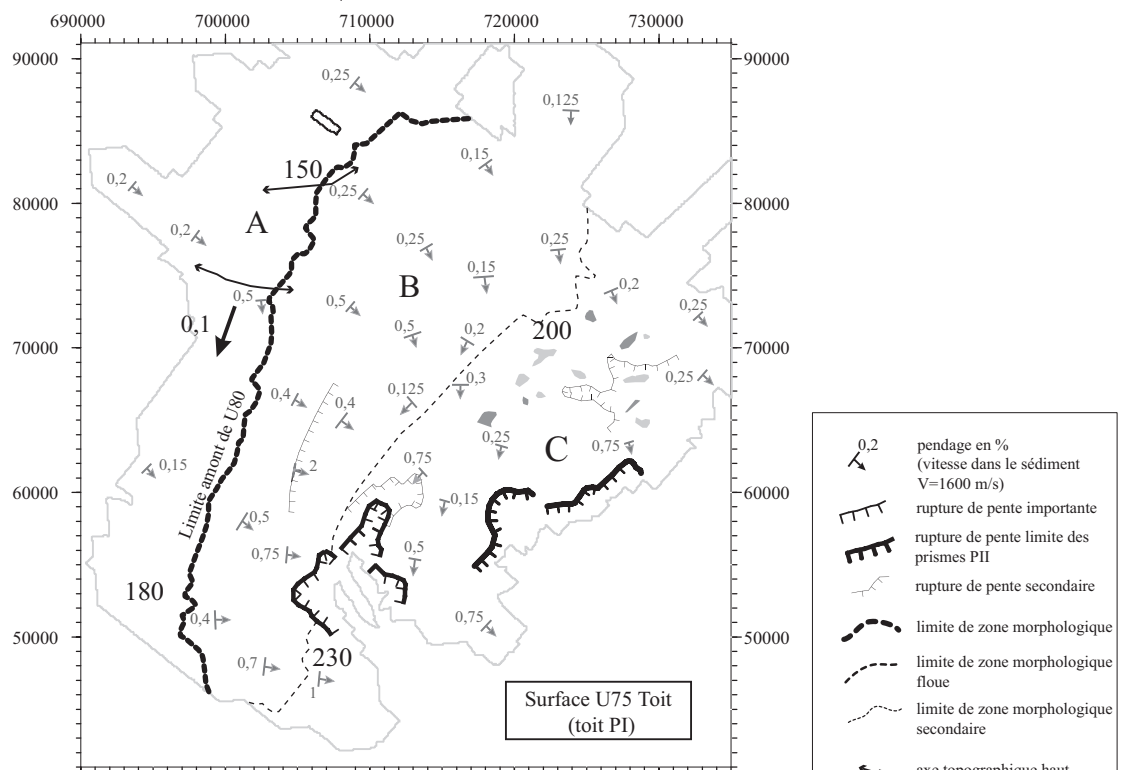 690000 700000 710000 720000 730000
90000 90000
0,25
0,125
150
0,15
0,2
0,25
80000 80000
A
0,2
0,25
0,25
B
0,15
0,5
0,5
0,2
0,25
0,1
0,5
0,2
200
70000 70000
0,3
0,25
0,4
0,4
0,125
Limite amont de U80
0,25
C
0,75
0,15
2
0,75
60000 60000
0,15
0,5
0,75
0,5
180
0,4
0,75
50000 50000
230
0,7
1
Surface U75 Toit
(toit PI)
0,2
pendage en %
(vitesse dans le sédiment
V=1600 m/s)
rupture de pente importante
rupture de pente limite des
prismes PII
rupture de pente secondaire
limite de zone morphologique
limite de zone morphologique
floue
limite de zone morphologique
secondaire
axe topographique haut